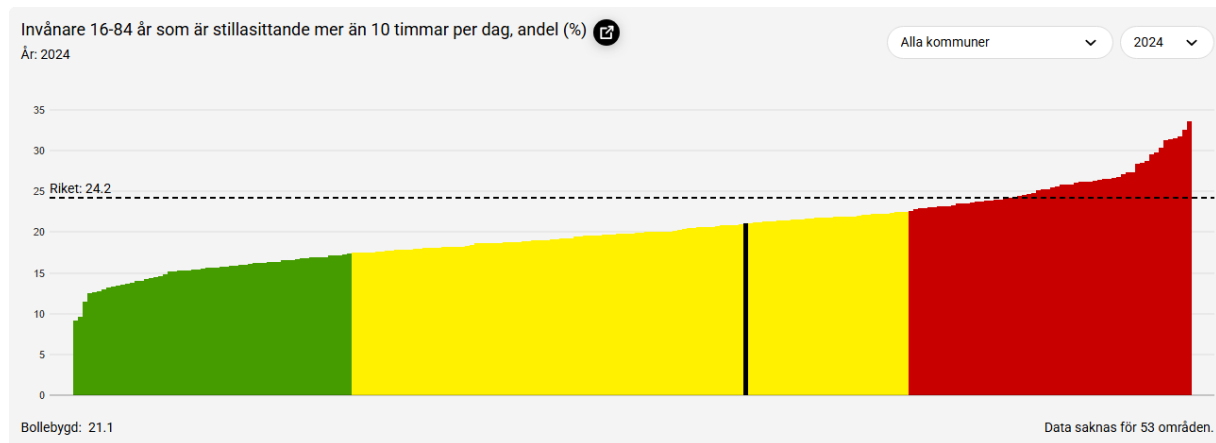 Invånare 16-84 år som är stillasittande mer än 10 timmar per dag, andel (%)
År: 2024
Alla kommuner
2024
35
30
25
Riket: 24.2
20
15
10
5
0
Bollebygd: 21.1
Data saknas för 53 områden.